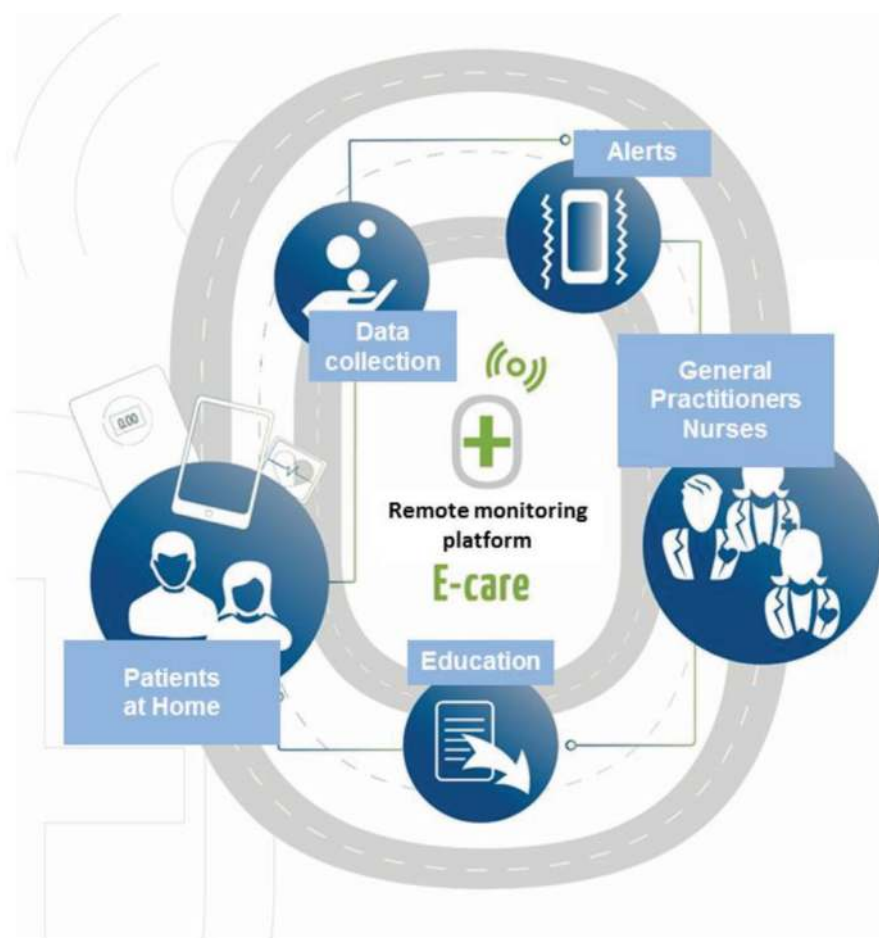 Alerts
Data
collection
General
Practitioners
Nurses
0.00
Remote monitoring
platform
E-care
Education
Patients
at Home